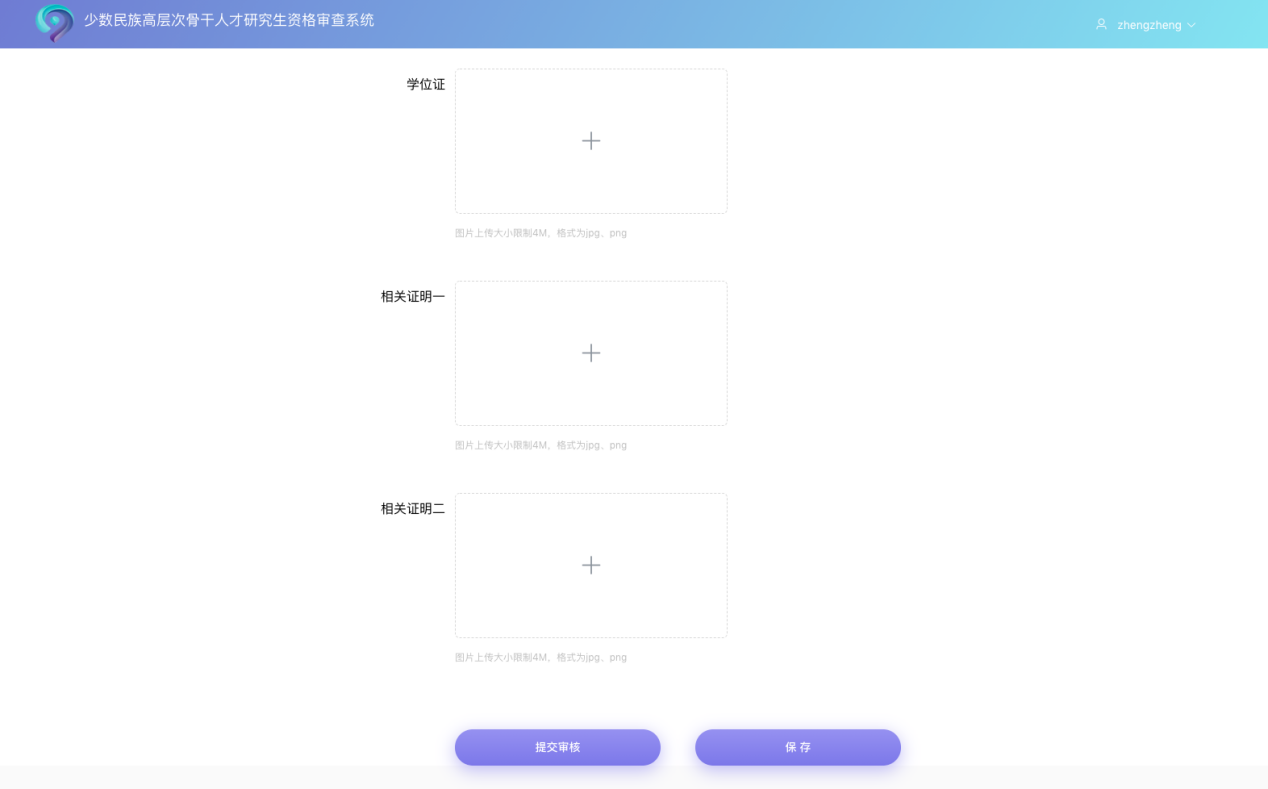 少数民族高层次骨干人才研究生资格审查系统
zhengzheng
学位证
图片上传大小限制4M，格式为jpg、png
相关证明一
图片上传大小限制4M，格式为jpg、png
相关证明二
图片上传大小限制4M，格式为jpg、png
提交审核
保 存